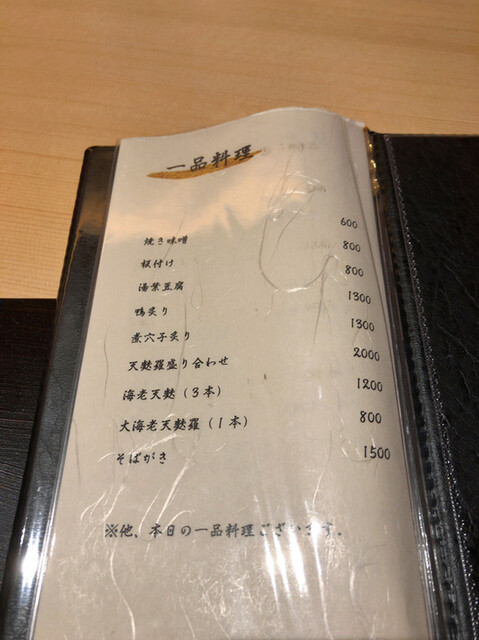 一品料理
焼き味噌 600
板付け 800
湯葉豆腐 800
鴨炙り 1300
煮穴子炙り 1300
天麩羅盛り合わせ 2000
海老天麩（３本） 1200
大海老天麩羅（１本） 800
そばがき 1500
※他、本日の一品料理ございます．